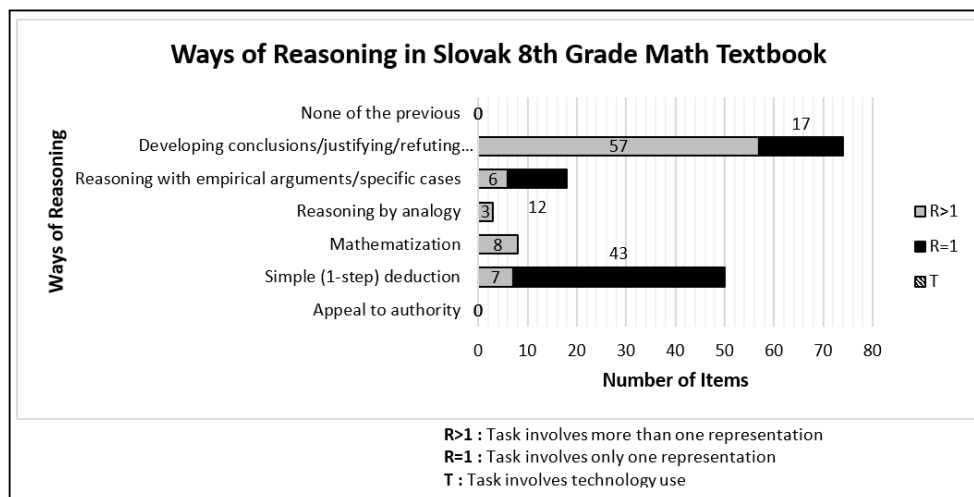 Ways of Reasoning in Slovak 8th Grade Math Textbook
Ways of Reasoning
None of the previous
0
17
Developing conclusions/justifying/refuting...
57
Reasoning with empirical arguments/specific cases
6
Reasoning by analogy
3
12
Mathematization
8
43
Simple (1-step) deduction
7
Appeal to authority
0
R>1
R=1
T
0 10 20 30 40 50 60 70 80
Number of Items
R>1 : Task involves more than one representation
R=1 : Task involves only one representation
T : Task involves technology use